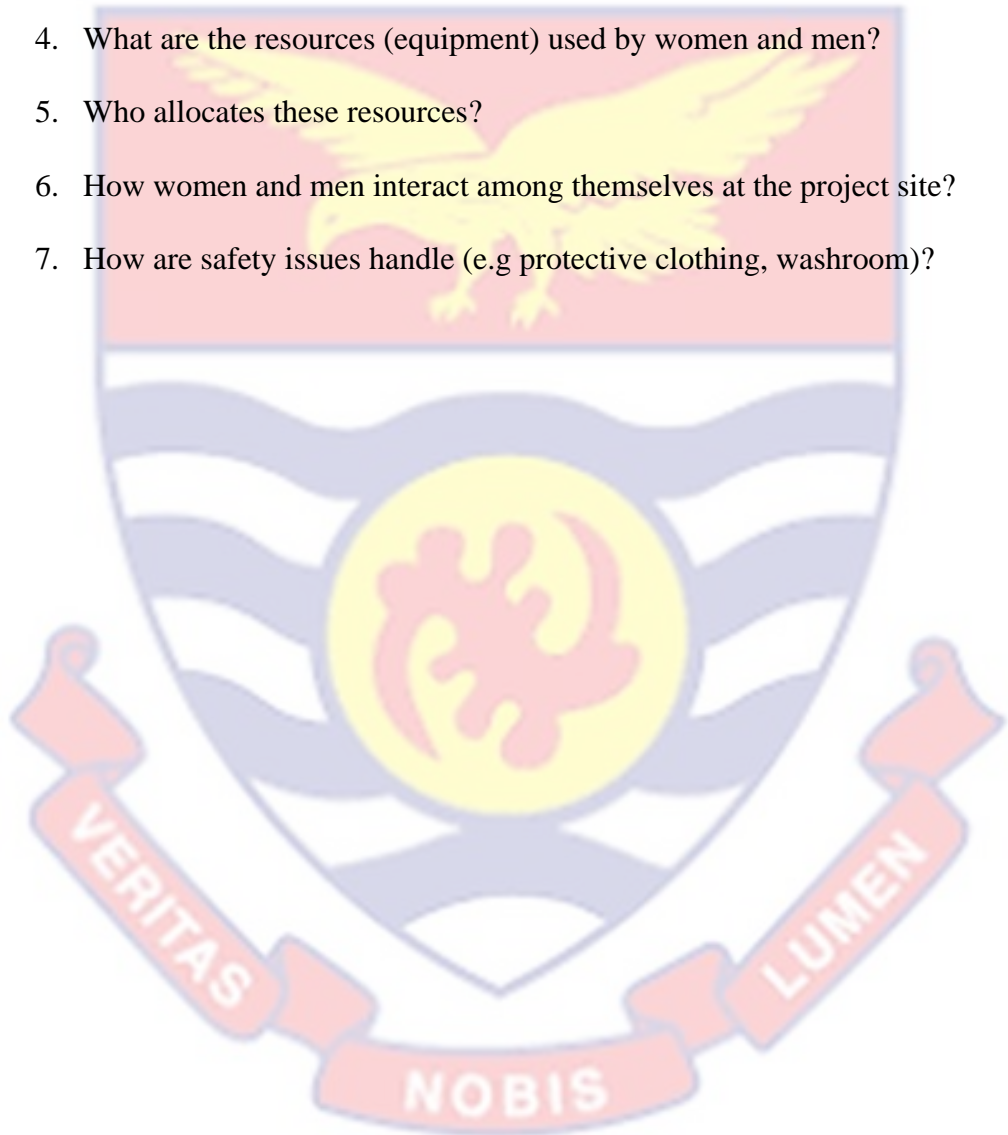 4. What are the resources (equipment) used by women and men?
5. Who allocates these resources?
6. How women and men interact among themselves at the project site?
7. How are safety issues handle (e.g protective clothing, washroom)?
VERITAS
NOBIS
LUMEN